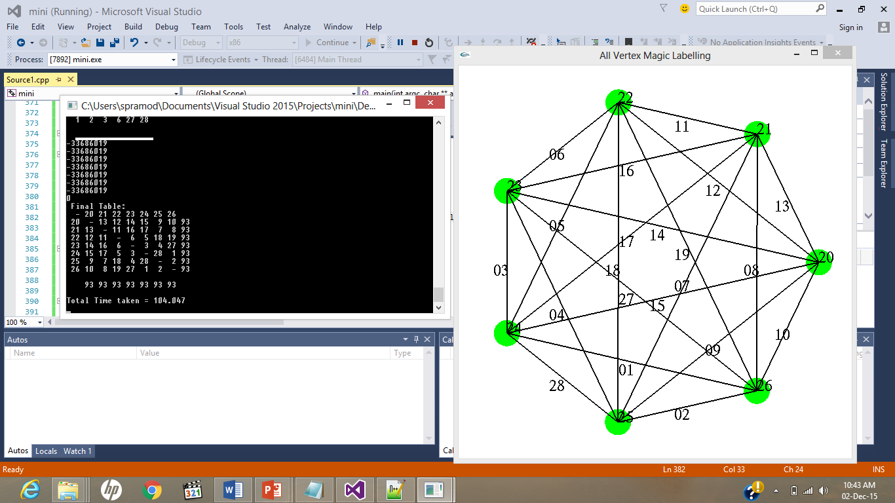 mini (Running) - Microsoft Visual Studio
Quick Launch (Ctrl+Q)
File Edit View Project Build Debug Team Tools Test Analyze Window Help
Sign in
Debug x86 Continue No Application Insights Events
Process: [7892] mini.exe Lifecycle Events Thread: [6484] Main Thread
Source1.cpp
mini (Global Scope)
371
372
373
374
375
376
377
378
379
380
381
382
383
384
385
386
387
388
389
390
391
100 %
C:\Users\spramod\Documents\Visual Studio 2015\Projects\mini\De...
1 2 3 6 27 28
-33686019
-33686019
-33686019
-33686019
-33686019
-33686019
-33686019
0
Final Table:
- 20 21 22 23 24 25 26
20 - 13 12 14 15 9 10 93
21 13 - 11 16 17 7 8 93
22 12 11 - 6 5 18 19 93
23 14 16 6 - 3 4 27 93
24 15 17 5 3 - 28 1 93
25 9 7 18 4 28 - 2 93
26 10 8 19 27 1 2 - 93
93 93 93 93 93 93 93
Total Time taken = 104.047
All Vertex Magic Labelling
22
21
11
06
16
23
12
13
05
17
14
19
20
03
18
08
07
27
15
04
24
10
09
01
28
26
02
25
Solution Explorer
Team Explorer
Autos
Name Value Type
Autos Locals Watch 1
Cal
Ready Ln 382 Col 33 Ch 24 INS
10:43 AM
02-Dec-15